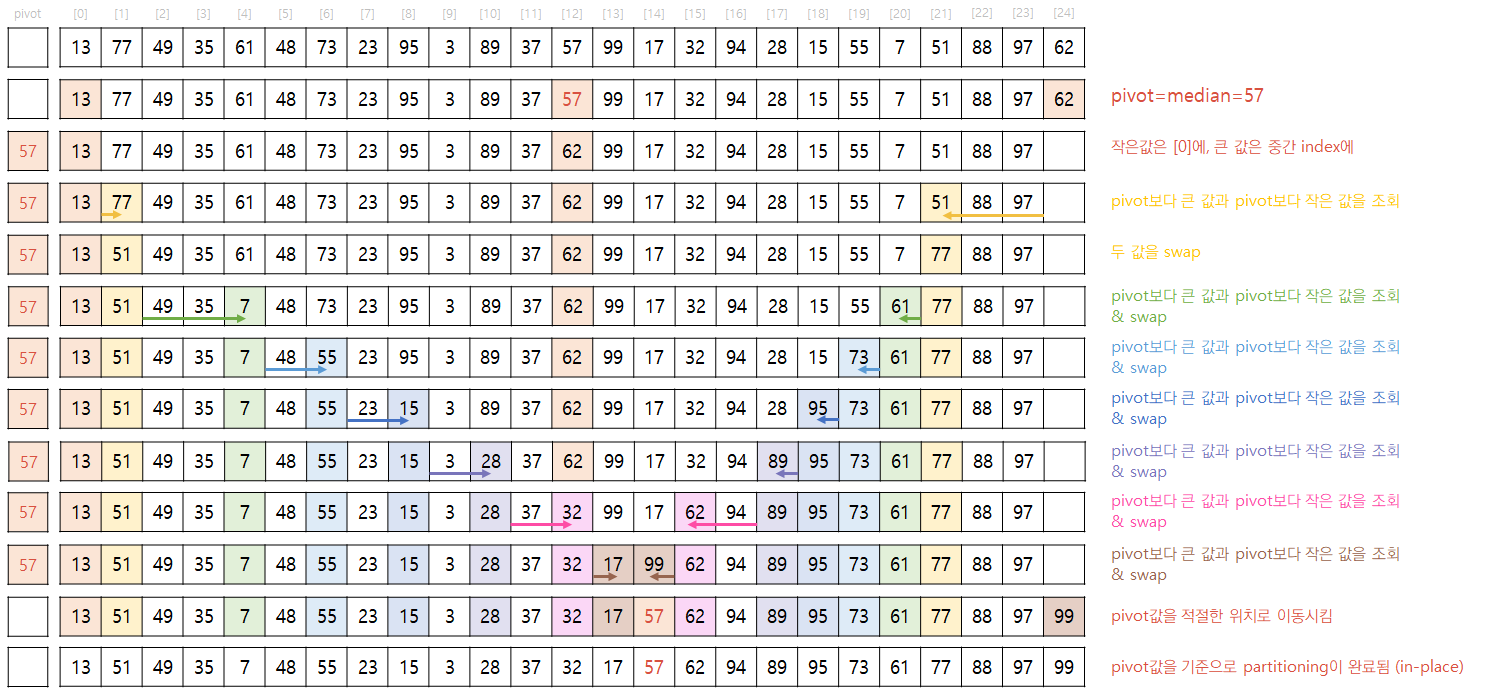 pivot [0] [1] [2] [3] [4] [5] [6] [7] [8] [9] [10] [11] [12] [13] [14] [15] [16] [17] [18] [19] [20] [21] [22] [23] [24]
13 77 49 35 61 48 73 23 95 3 89 37 57 99 17 32 94 28 15 55 7 51 88 97 62
13 77 49 35 61 48 73 23 95 3 89 37 57 99 17 32 94 28 15 55 7 51 88 97 62 pivot=median=57
57 13 77 49 35 61 48 73 23 95 3 89 37 62 99 17 32 94 28 15 55 7 51 88 97 작은값은 [0]에, 큰 값은 중간 index에
57 13 77 49 35 61 48 73 23 95 3 89 37 62 99 17 32 94 28 15 55 7 51 88 97 pivot보다 큰 값과 pivot보다 작은 값을 조회
57 13 51 49 35 61 48 73 23 95 3 89 37 62 99 17 32 94 28 15 55 7 77 88 97 두 값을 swap
57 13 51 49 35 7 48 73 23 95 3 89 37 62 99 17 32 94 28 15 55 61 77 88 97 pivot보다 큰 값과 pivot보다 작은 값을 조회
& swap
57 13 51 49 35 7 48 55 23 95 3 89 37 62 99 17 32 94 28 15 73 61 77 88 97 pivot보다 큰 값과 pivot보다 작은 값을 조회
& swap
57 13 51 49 35 7 48 55 23 15 3 89 37 62 99 17 32 94 28 95 73 61 77 88 97 pivot보다 큰 값과 pivot보다 작은 값을 조회
& swap
57 13 51 49 35 7 48 55 23 15 3 28 37 62 99 17 32 94 89 95 73 61 77 88 97 pivot보다 큰 값과 pivot보다 작은 값을 조회
& swap
57 13 51 49 35 7 48 55 23 15 3 28 37 32 99 17 62 94 89 95 73 61 77 88 97 pivot보다 큰 값과 pivot보다 작은 값을 조회
& swap
57 13 51 49 35 7 48 55 23 15 3 28 37 32 17 99 62 94 89 95 73 61 77 88 97 pivot보다 큰 값과 pivot보다 작은 값을 조회
& swap
13 51 49 35 7 48 55 23 15 3 28 37 32 17 57 62 94 89 95 73 61 77 88 97 99 pivot값을 적절한 위치로 이동시킴
13 51 49 35 7 48 55 23 15 3 28 37 32 17 57 62 94 89 95 73 61 77 88 97 99 pivot값을 기준으로 partitioning이 완료됨 (in-place)